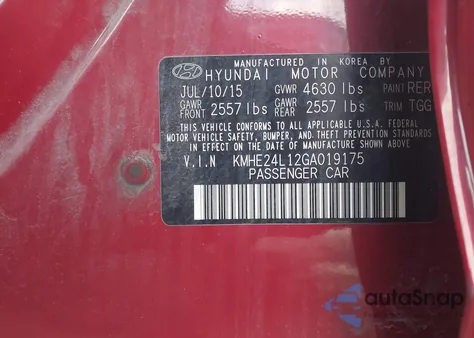 MANUFACTURED IN KOREA BY
HYUNDAI MOTOR COMPANY
JUL/10/15 GVWR 4630 lbs PAINT RER
GAWR FRONT 2557 lbs GAWR REAR 2557 lbs TRIM TGG
THIS VEHICLE CONFORMS TO ALL APPLICABLE U.S. FEDERAL
MOTOR VEHICLE SAFETY, BUMPER, AND THEFT PREVENTION STANDARDS
IN EFFECT ON THE DATE OF MANUFACTURE SHOWN ABOVE.
V.I.N KMHE24L12GA019175
PASSENGER CAR
autoSnap